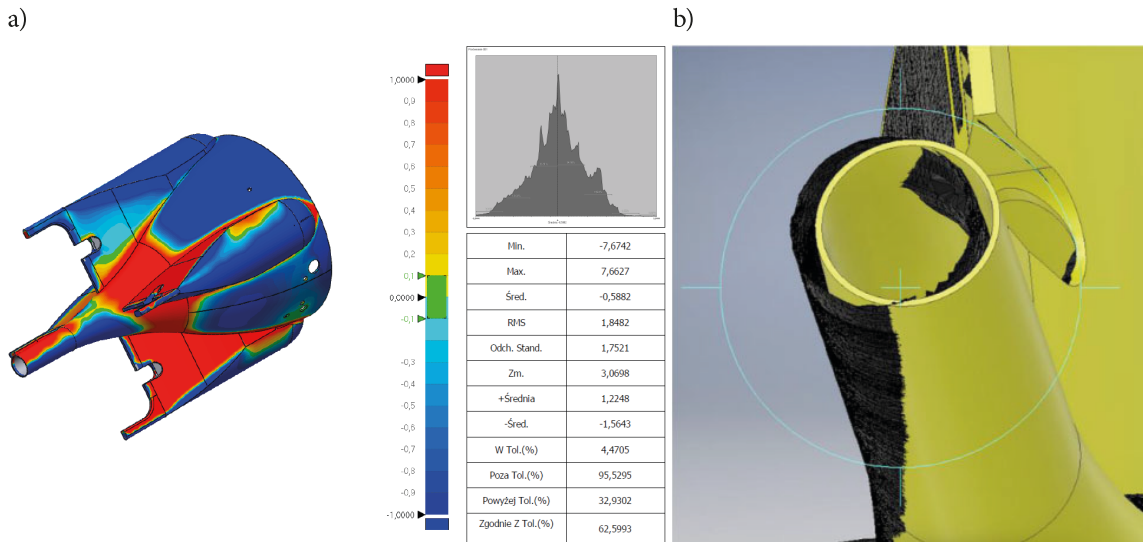 a)
b)
1,0000
0,9
0,8
0,7
0,6
0,5
0,4
0,3
0,2
0,1
0,0000
-0,1
-0,3
-0,4
-0,5
-0,6
-0,7
-0,8
-0,9
-1,0000
Min. -7,6742
Max. 7,6627
Śred. -0,5882
RMS 1,8482
Odch. Stand. 1,7521
Zm. 3,0698
+Średnia 1,2248
-Śred. -1,5643
W Tol.(%) 4,4705
Poza Tol.(%) 95,5295
Powyżej Tol.(%) 32,9302
Zgodnie Z Tol.(%) 62,5993